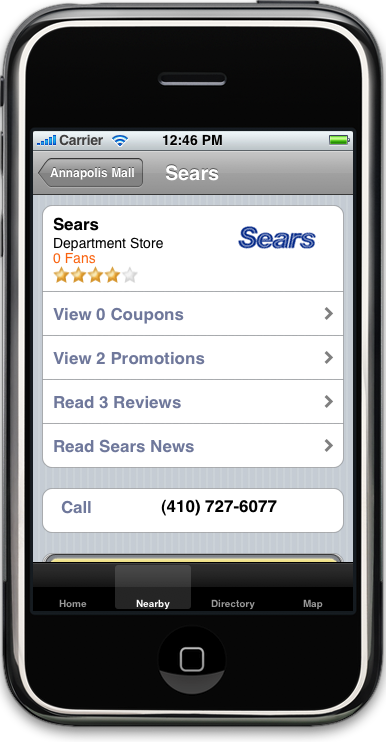 Carrier 12:46 PM
Annapolis Mall Sears
Sears
Sears
Department Store
0 Fans
View 0 Coupons
View 2 Promotions
Read 3 Reviews
Read Sears News
Call (410) 727-6077
Home Nearby Directory Map